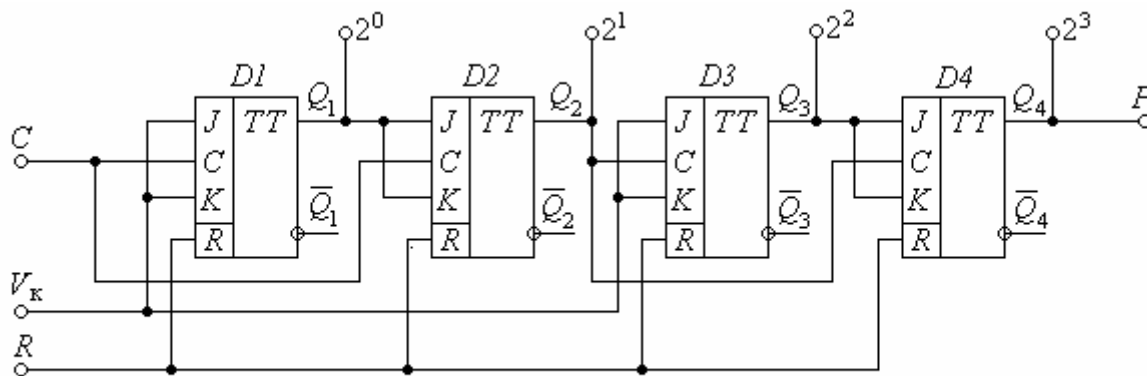 2⁰ 2¹ 2² 2³
D1 D2 D3 D4
Q₁ Q₂ Q₃ Q₄ P
J TT J TT J TT J TT
C C C C C
K K K K
Q̅₁ Q̅₂ Q̅₃ Q̅₄
R R R R
Vк
R